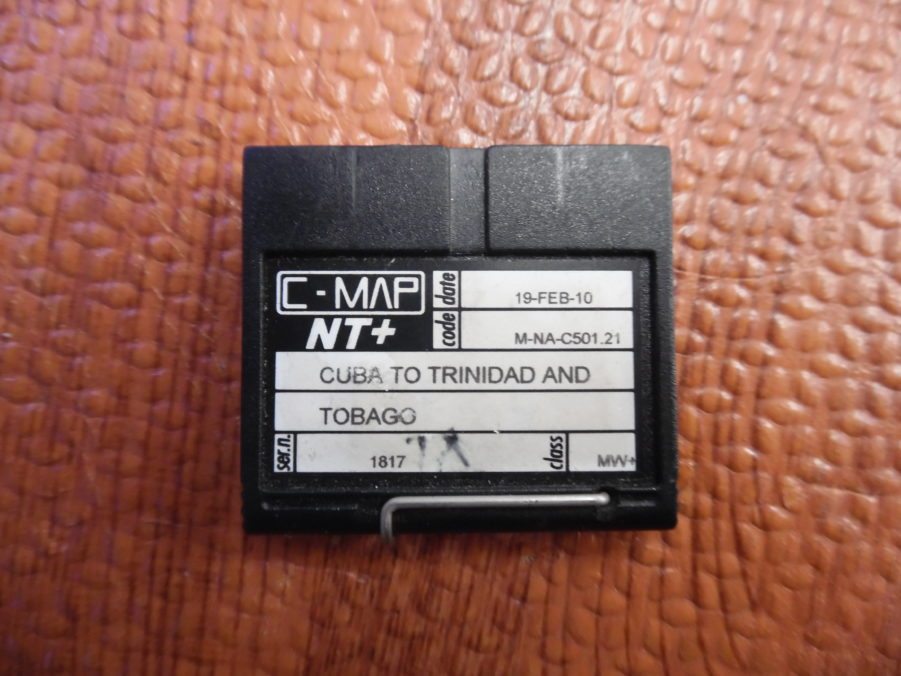 C-MAP
NT+
date 19-FEB-10
code M-NA-C501.21
CUBA TO TRINIDAD AND
TOBAGO
ser.n. 1817 class MW+